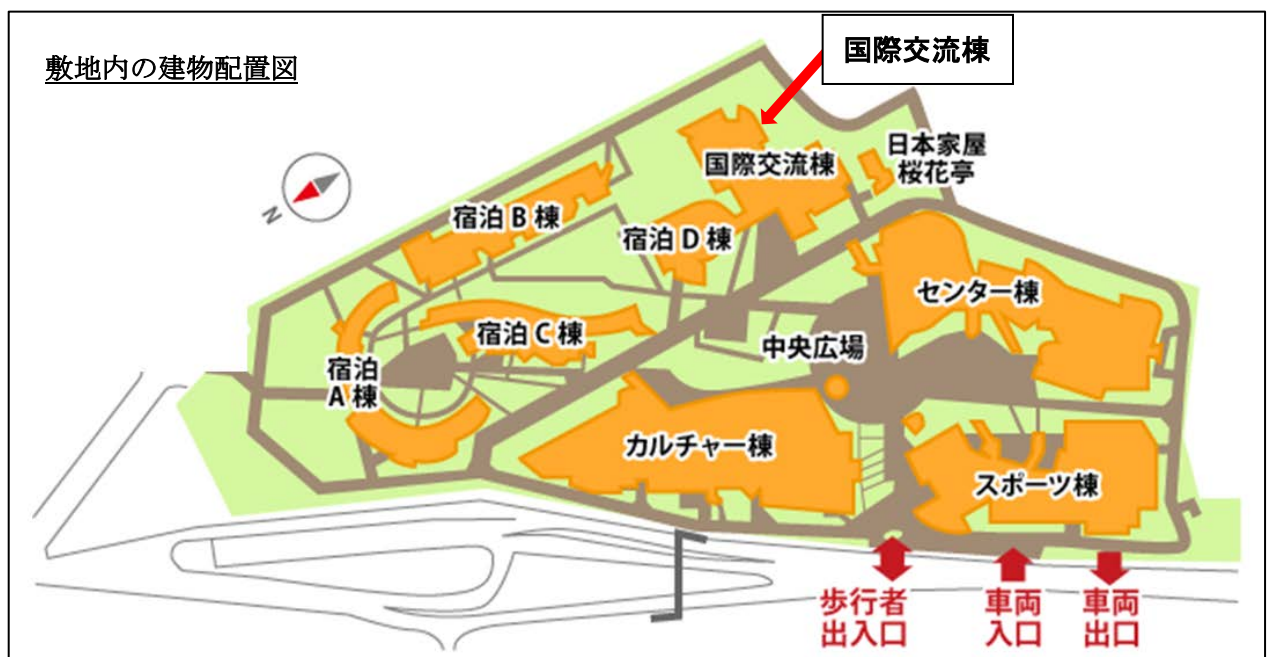 敷地内の建物配置図
国際交流棟
N
国際交流棟
日本家屋
桜花亭
宿泊 B 棟
宿泊 D 棟
センター棟
宿泊 C 棟
中央広場
宿泊
A 棟
カルチャー棟
スポーツ棟
歩行者
出入口
車両
入口
車両
出口